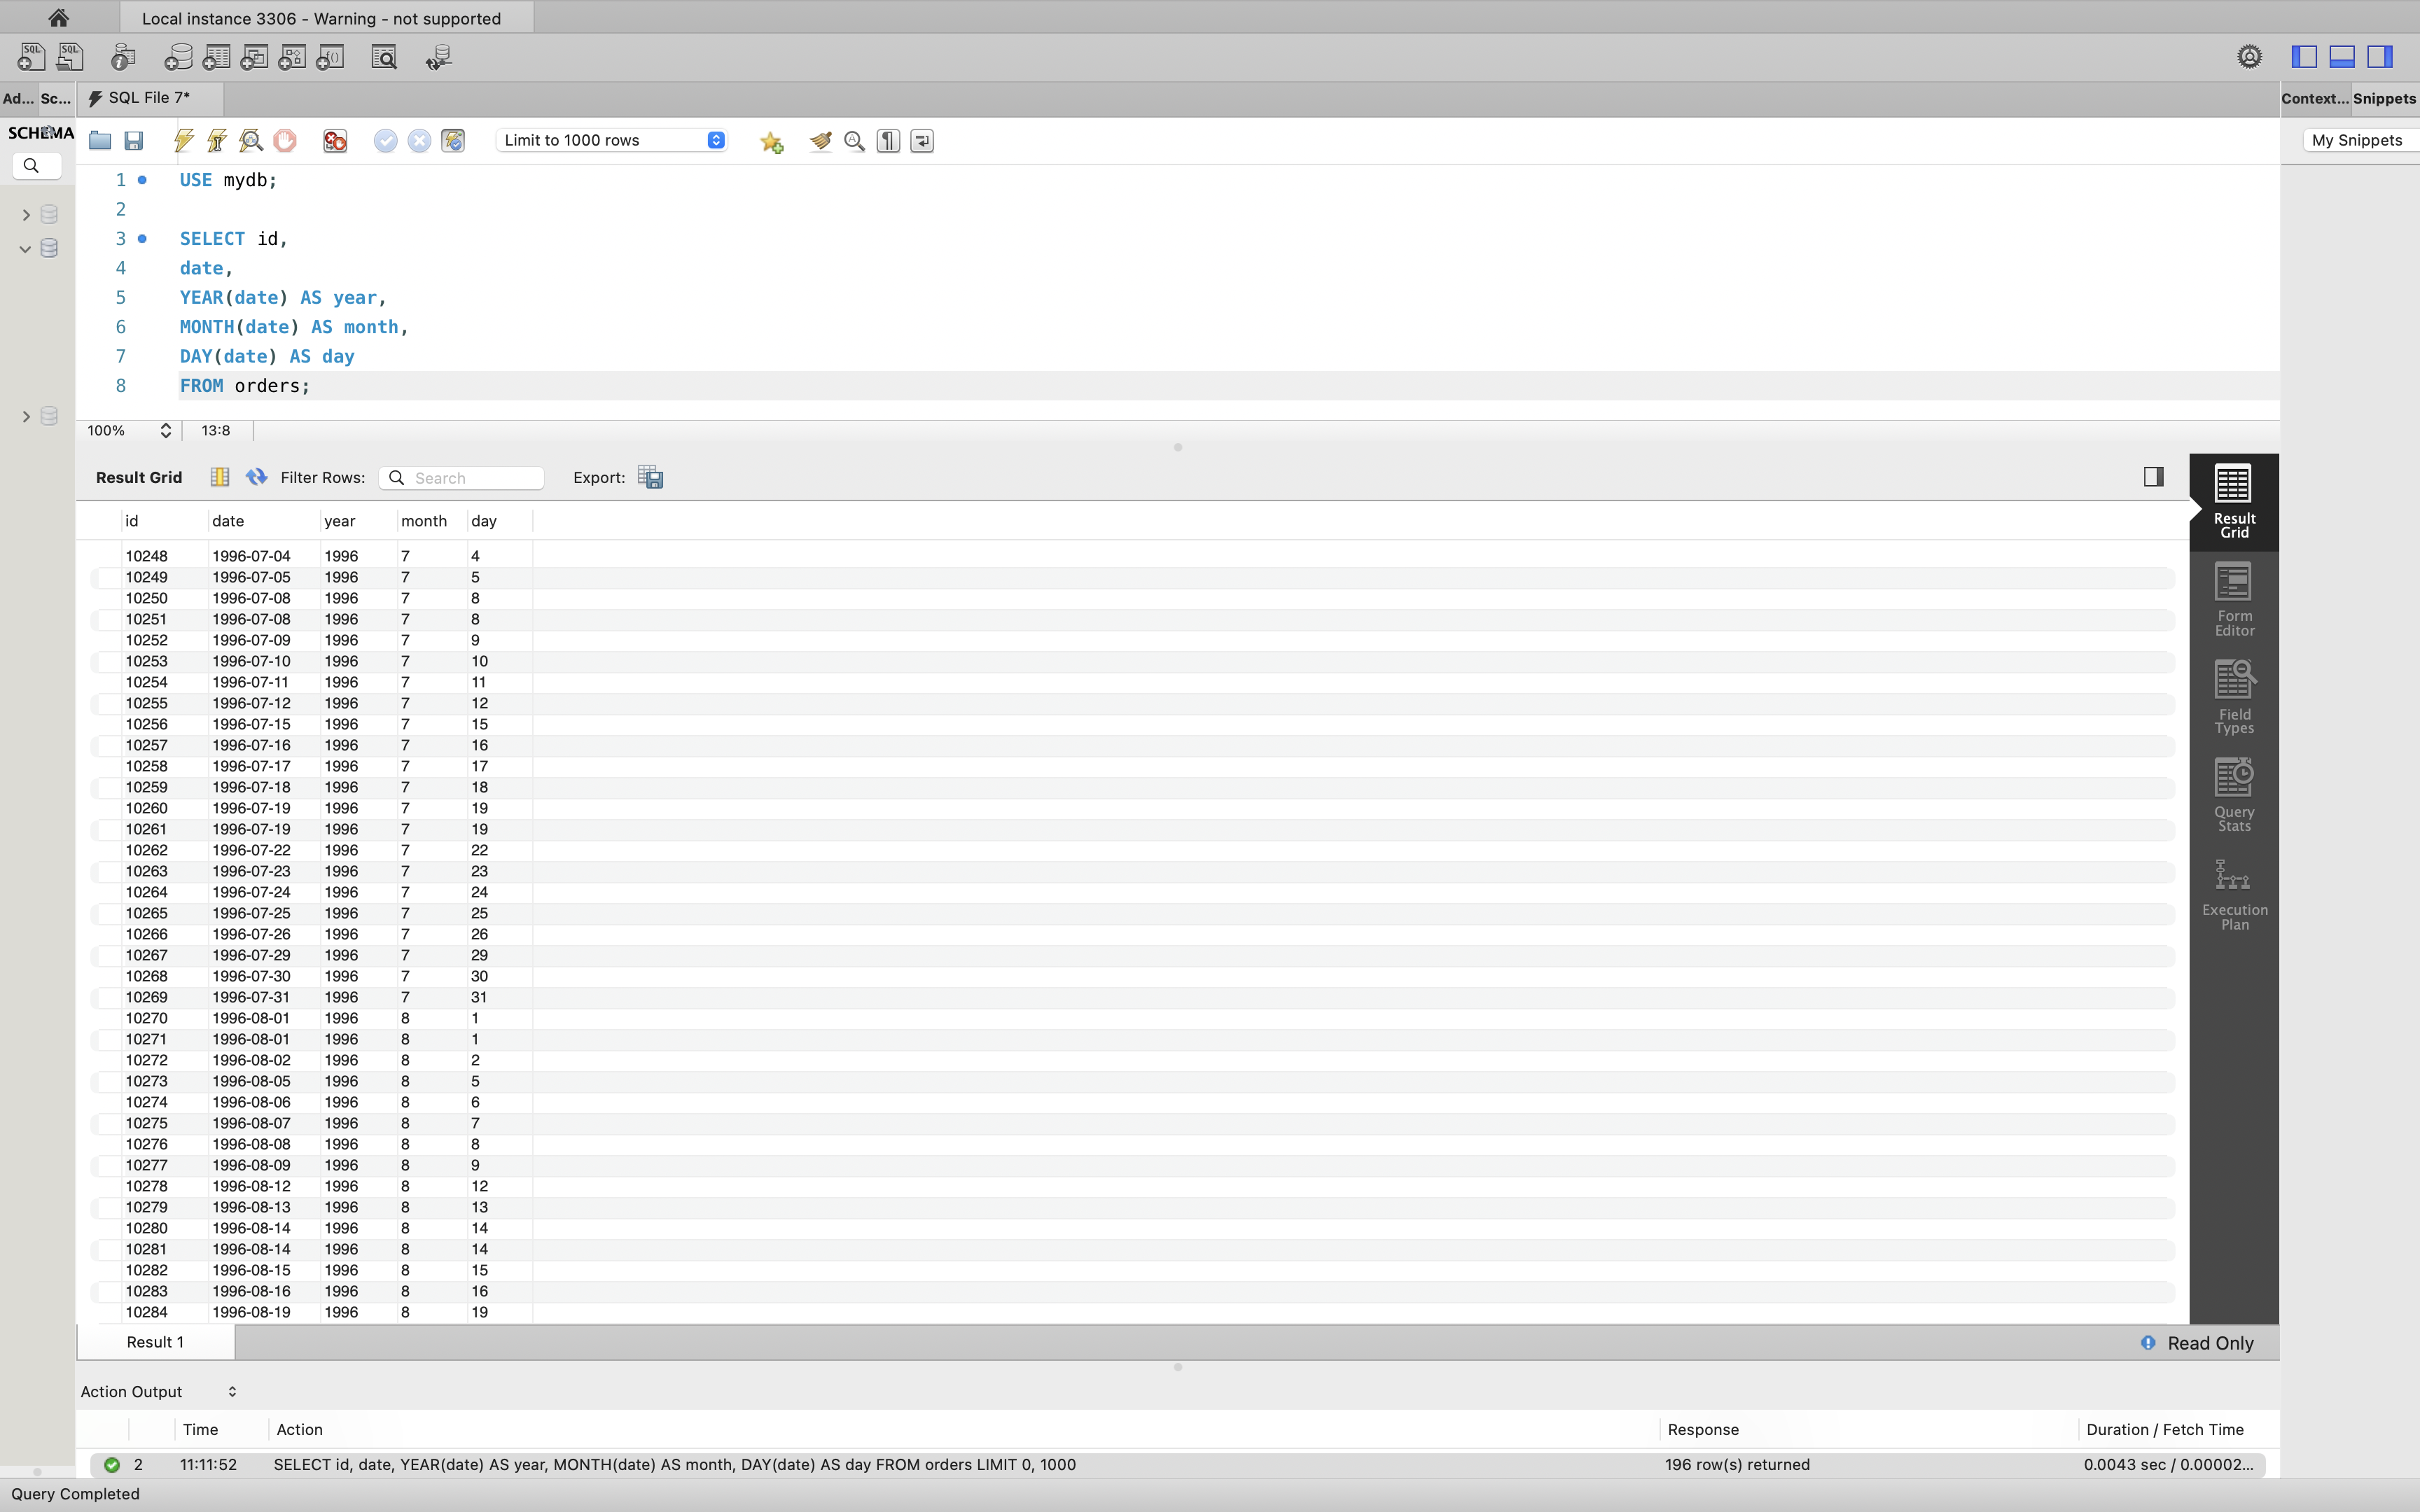 Local instance 3306 - Warning - not supported
Ad... Sc...
SQL File 7*
Context... Snippets
SCHEMA
Limit to 1000 rows
My Snippets
1 USE mydb;
2
3 SELECT id,
4 date,
5 YEAR(date) AS year,
6 MONTH(date) AS month,
7 DAY(date) AS day
8 FROM orders;
100% 13:8
Result Grid Filter Rows: Search Export:
id date year month day
10248 1996-07-04 1996 7 4
10249 1996-07-05 1996 7 5
10250 1996-07-08 1996 7 8
10251 1996-07-08 1996 7 8
10252 1996-07-09 1996 7 9
10253 1996-07-10 1996 7 10
10254 1996-07-11 1996 7 11
10255 1996-07-12 1996 7 12
10256 1996-07-15 1996 7 15
10257 1996-07-16 1996 7 16
10258 1996-07-17 1996 7 17
10259 1996-07-18 1996 7 18
10260 1996-07-19 1996 7 19
10261 1996-07-19 1996 7 19
10262 1996-07-22 1996 7 22
10263 1996-07-23 1996 7 23
10264 1996-07-24 1996 7 24
10265 1996-07-25 1996 7 25
10266 1996-07-26 1996 7 26
10267 1996-07-29 1996 7 29
10268 1996-07-30 1996 7 30
10269 1996-07-31 1996 7 31
10270 1996-08-01 1996 8 1
10271 1996-08-01 1996 8 1
10272 1996-08-02 1996 8 2
10273 1996-08-05 1996 8 5
10274 1996-08-06 1996 8 6
10275 1996-08-07 1996 8 7
10276 1996-08-08 1996 8 8
10277 1996-08-09 1996 8 9
10278 1996-08-12 1996 8 12
10279 1996-08-13 1996 8 13
10280 1996-08-14 1996 8 14
10281 1996-08-14 1996 8 14
10282 1996-08-15 1996 8 15
10283 1996-08-16 1996 8 16
10284 1996-08-19 1996 8 19
Result
Grid
Form
Editor
Field
Types
Query
Stats
Execution
Plan
Result 1
Read Only
Action Output
Time Action Response Duration / Fetch Time
2 11:11:52 SELECT id, date, YEAR(date) AS year, MONTH(date) AS month, DAY(date) AS day FROM orders LIMIT 0, 1000 196 row(s) returned 0.0043 sec / 0.00002...
Query Completed